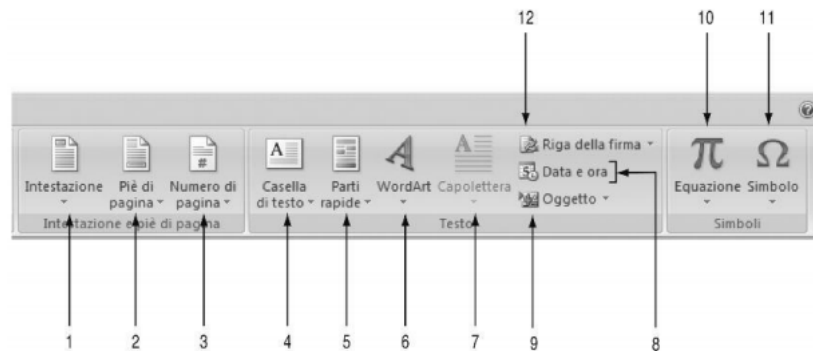 12 10 11
Riga della firma
π Ω
Data e ora
Intestazione Piè di pagina Numero di pagina Casella di testo Parti rapide WordArt Capolettera Equazione Simbolo
Oggetto
Intestazione e piè di pagina Testo Simboli
1 2 3 4 5 6 7 9 8